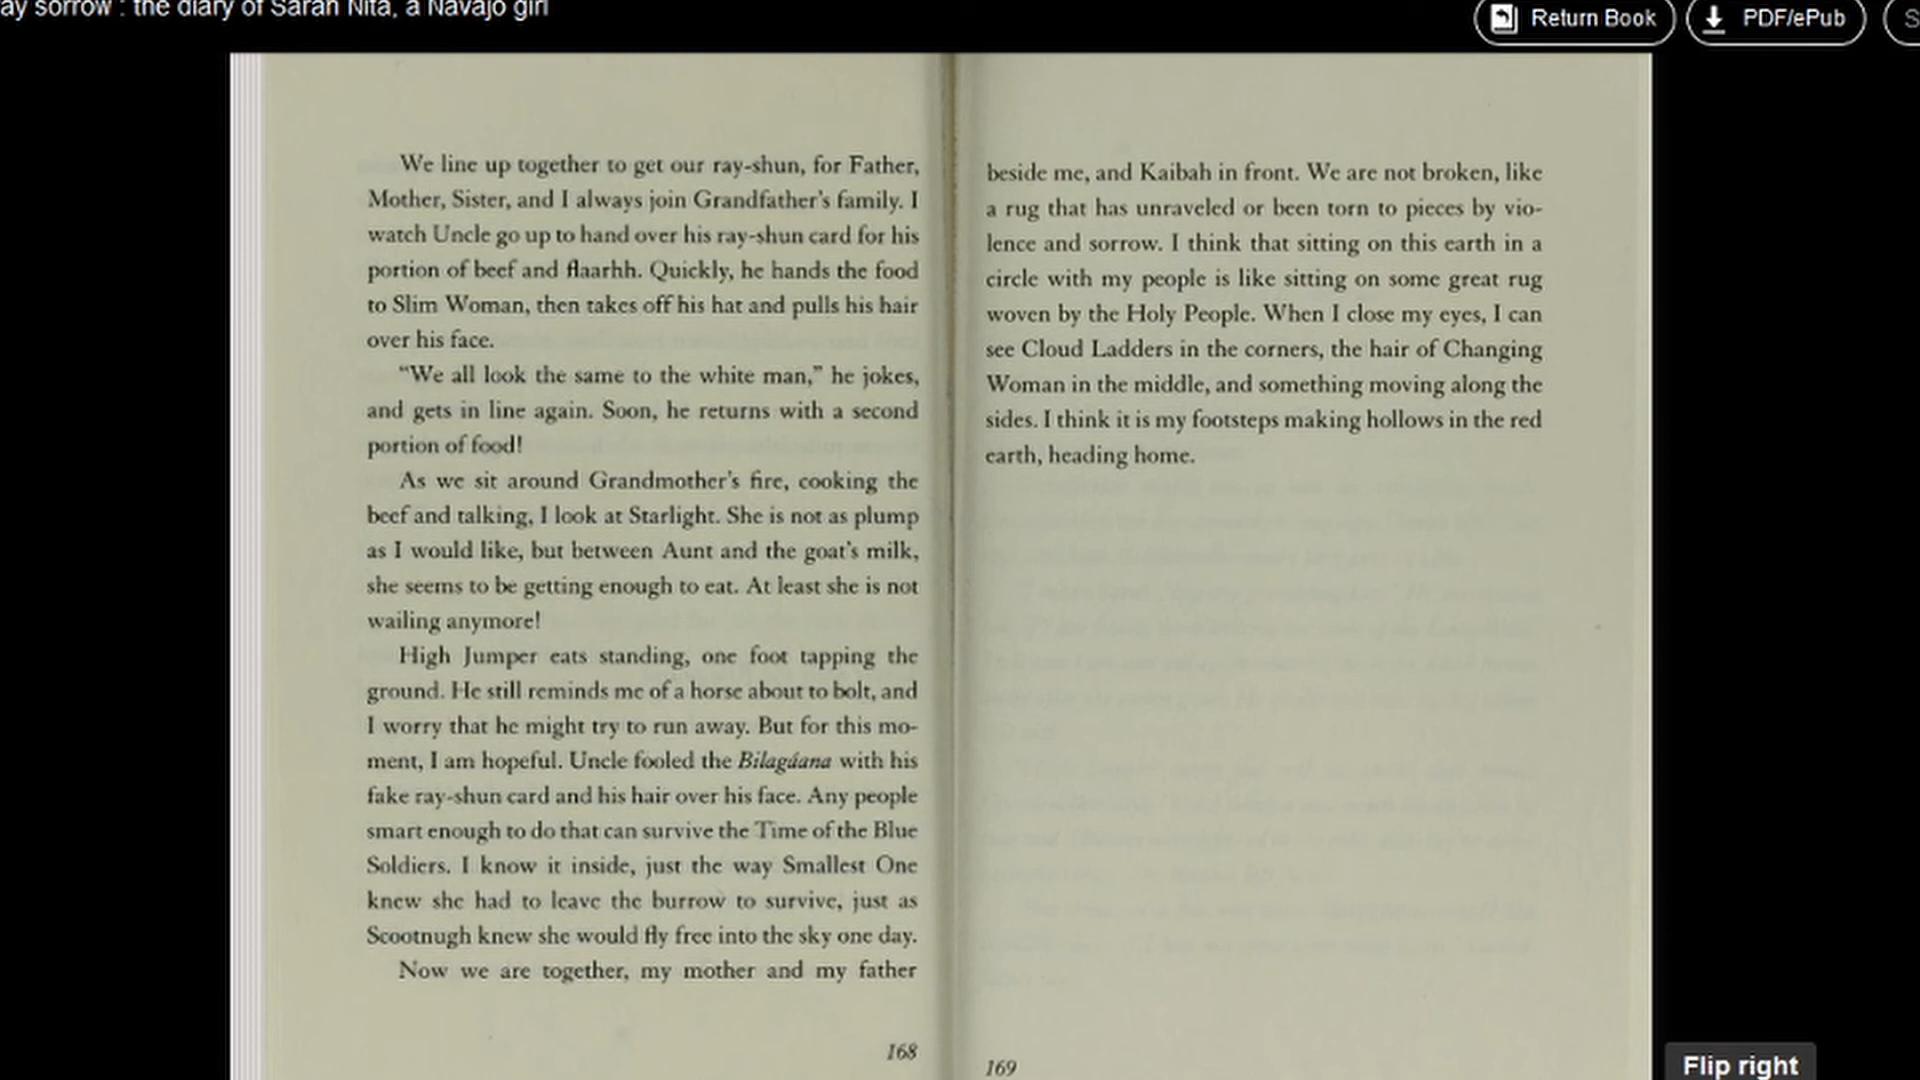 ay sorrow : the diary of Sarah Nita, a Navajo girl
Return Book
PDF/ePub
S
We line up together to get our ray-shun, for Father,
Mother, Sister, and I always join Grandfather's family. I
watch Uncle go up to hand over his ray-shun card for his
portion of beef and flaarhh. Quickly, he hands the food
to Slim Woman, then takes off his hat and pulls his hair
over his face.
“We all look the same to the white man,” he jokes,
and gets in line again. Soon, he returns with a second
portion of food!
As we sit around Grandmother's fire, cooking the
beef and talking, I look at Starlight. She is not as plump
as I would like, but between Aunt and the goat's milk,
she seems to be getting enough to eat. At least she is not
wailing anymore!
High Jumper eats standing, one foot tapping the
ground. He still reminds me of a horse about to bolt, and
I worry that he might try to run away. But for this mo-
ment, I am hopeful. Uncle fooled the Bilagáana with his
fake ray-shun card and his hair over his face. Any people
smart enough to do that can survive the Time of the Blue
Soldiers. I know it inside, just the way Smallest One
knew she had to leave the burrow to survive, just as
Scootnugh knew she would fly free into the sky one day.
Now we are together, my mother and my father
168
beside me, and Kaibah in front. We are not broken, like
a rug that has unraveled or been torn to pieces by vio-
lence and sorrow. I think that sitting on this earth in a
circle with my people is like sitting on some great rug
woven by the Holy People. When I close my eyes, I can
see Cloud Ladders in the corners, the hair of Changing
Woman in the middle, and something moving along the
sides. I think it is my footsteps making hollows in the red
earth, heading home.
169
Flip right